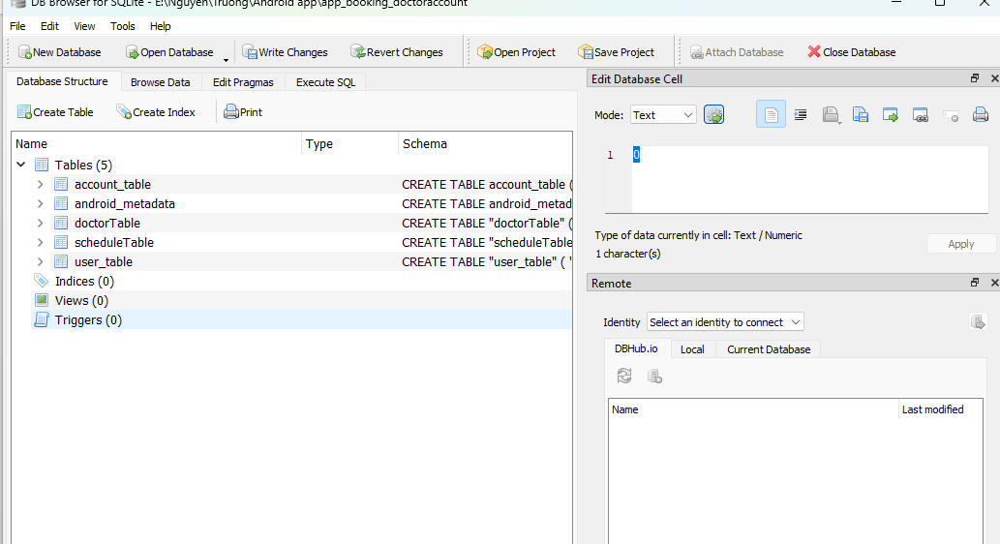 DB Browser for SQLite - E:\Nguyen\Truong\Android app\app_booking_doctoraccount
File Edit View Tools Help
New Database Open Database Write Changes Revert Changes Open Project Save Project Attach Database Close Database
Database Structure Browse Data Edit Pragmas Execute SQL
Create Table Create Index Print
Name Type Schema
Tables (5)
account_table CREATE TABLE account_table (
android_metadata CREATE TABLE android_metad
doctorTable CREATE TABLE "doctorTable" (
scheduleTable CREATE TABLE "scheduleTable
user_table CREATE TABLE "user_table" ( "
Indices (0)
Views (0)
Triggers (0)
Edit Database Cell
Mode: Text
1 0
Type of data currently in cell: Text / Numeric
1 character(s)
Apply
Remote
Identity Select an identity to connect
DBHub.io Local Current Database
Name Last modified